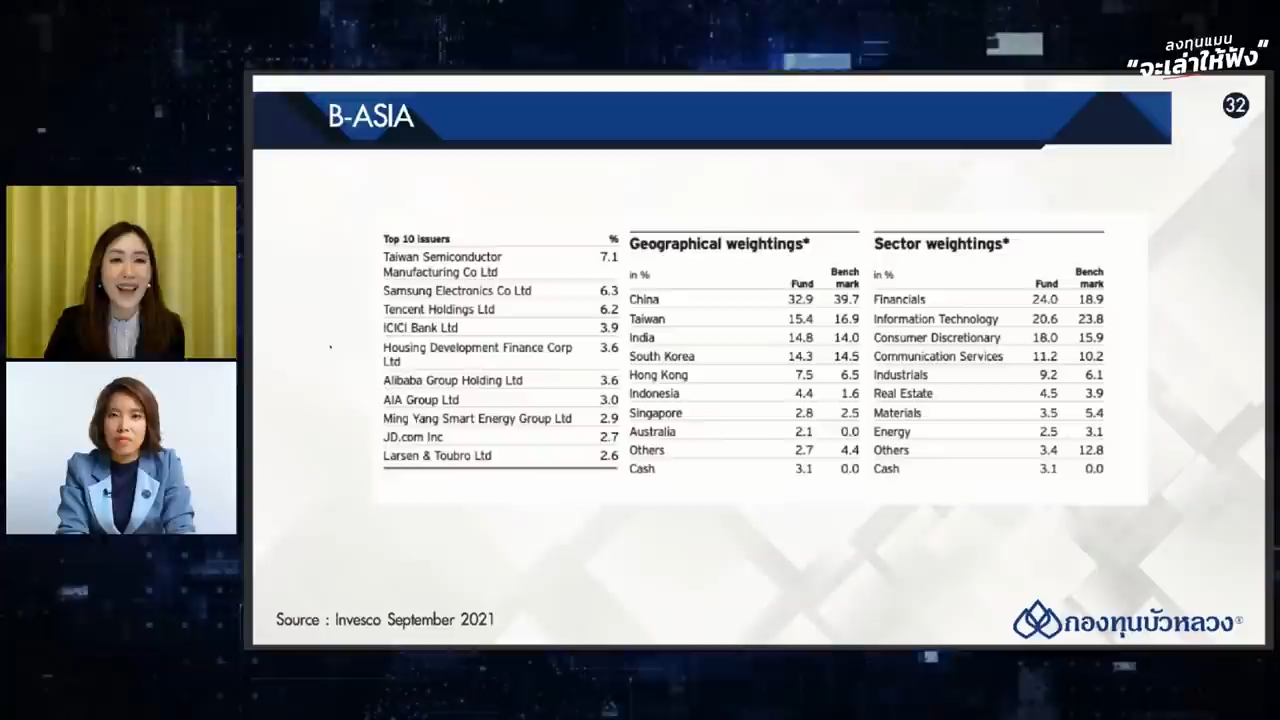 ลงทุนแมน
"จะเล่าให้ฟัง"
B-ASIA
32
Top 10 issuers %
Taiwan Semiconductor Manufacturing Co Ltd 7.1
Samsung Electronics Co Ltd 6.3
Tencent Holdings Ltd 6.2
ICICI Bank Ltd 3.9
Housing Development Finance Corp Ltd 3.6
Alibaba Group Holding Ltd 3.6
AIA Group Ltd 3.0
Ming Yang Smart Energy Group Ltd 2.9
JD.com Inc 2.7
Larsen & Toubro Ltd 2.6
Geographical weightings*
in % Fund Bench mark
China 32.9 39.7
Taiwan 15.4 16.9
India 14.8 14.0
South Korea 14.3 14.5
Hong Kong 7.5 6.5
Indonesia 4.4 1.6
Singapore 2.8 2.5
Australia 2.1 0.0
Others 2.7 4.4
Cash 3.1 0.0
Sector weightings*
in % Fund Bench mark
Financials 24.0 18.9
Information Technology 20.6 23.8
Consumer Discretionary 18.0 15.9
Communication Services 11.2 10.2
Industrials 9.2 6.1
Real Estate 4.5 3.9
Materials 3.5 5.4
Energy 2.5 3.1
Others 3.4 12.8
Cash 3.1 0.0
Source : Invesco September 2021
กองทุนบัวหลวง®